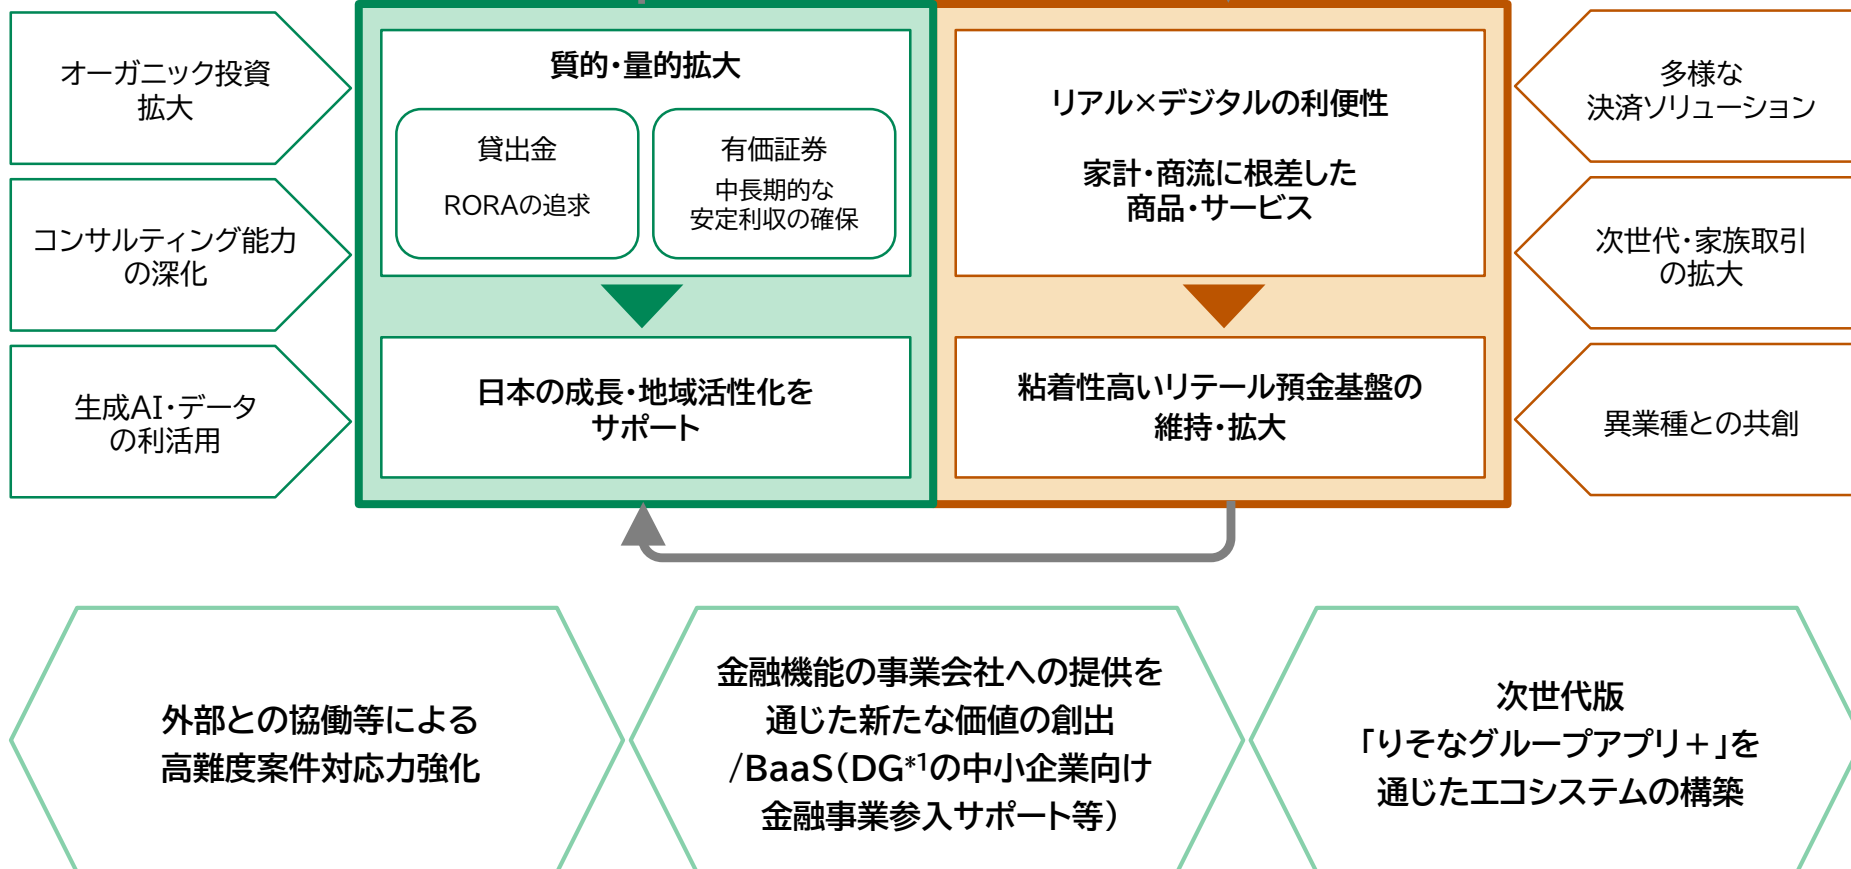 オーガニック投資
拡大
コンサルティング能力
の深化
生成AI・データ
の利活用
質的・量的拡大
貸出金
RORAの追求
有価証券
中長期的な
安定利収の確保
日本の成長・地域活性化を
サポート
リアル×デジタルの利便性
家計・商流に根差した
商品・サービス
粘着性高いリテール預金基盤の
維持・拡大
多様な
決済ソリューション
次世代・家族取引
の拡大
異業種との共創
外部との協働等による
高難度案件対応力強化
金融機能の事業会社への提供を
通じた新たな価値の創出
/BaaS(DG*1の中小企業向け
金融事業参入サポート等)
次世代版
「りそなグループアプリ+」を
通じたエコシステムの構築